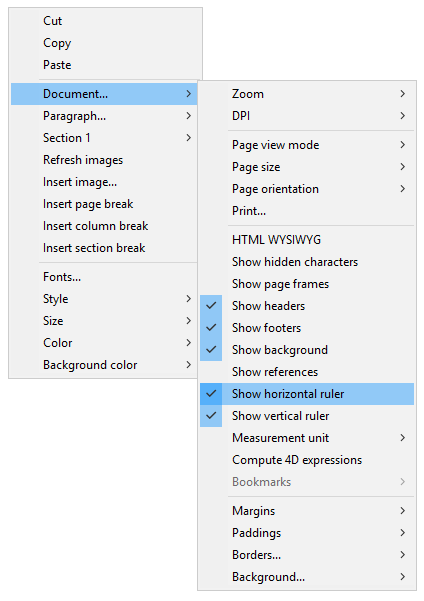 Cut
Copy
Paste
Document...
Paragraph...
Section 1
Refresh images
Insert image...
Insert page break
Insert column break
Insert section break
Fonts...
Style
Size
Color
Background color
Zoom
DPI
Page view mode
Page size
Page orientation
Print...
HTML WYSIWYG
Show hidden characters
Show page frames
Show headers
Show footers
Show background
Show references
Show horizontal ruler
Show vertical ruler
Measurement unit
Compute 4D expressions
Bookmarks
Margins
Paddings
Borders...
Background...